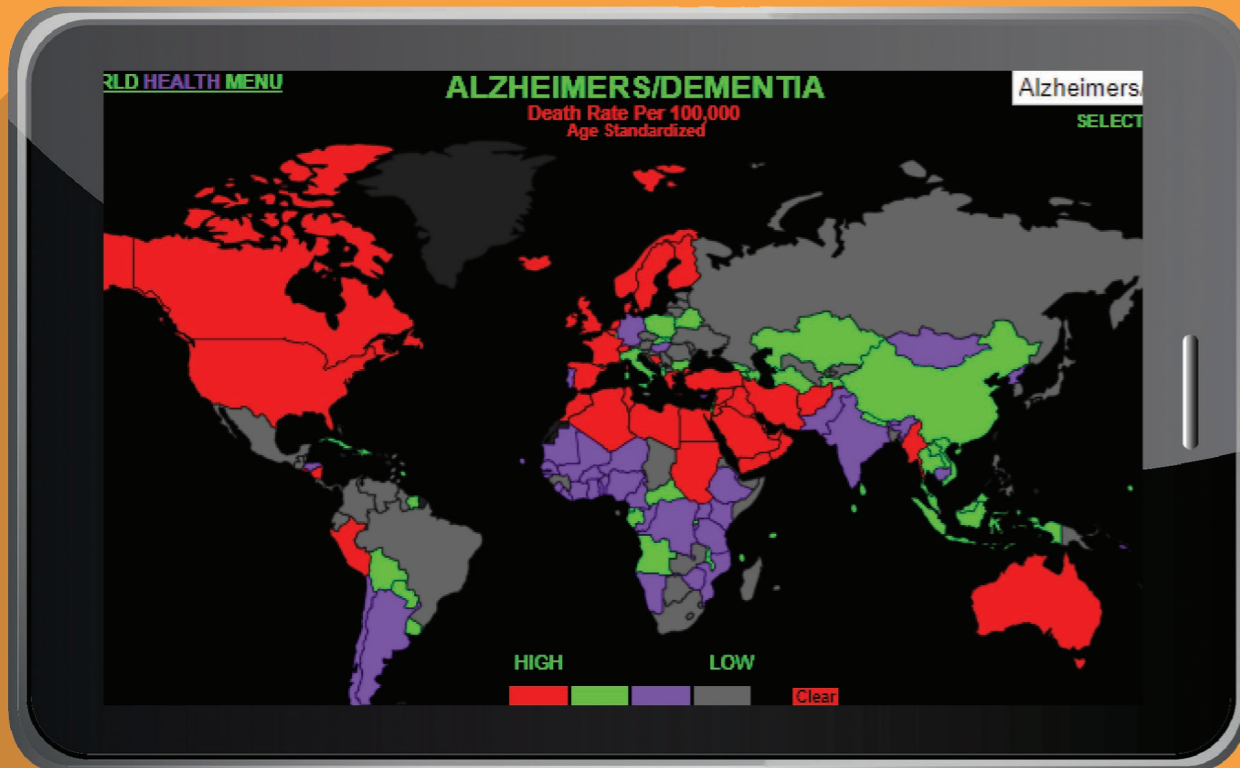 RLD HEALTH MENU
ALZHEIMERS/DEMENTIA
Death Rate Per 100,000
Age Standardized
Alzheimers/
SELECT
HIGH LOW
Clear